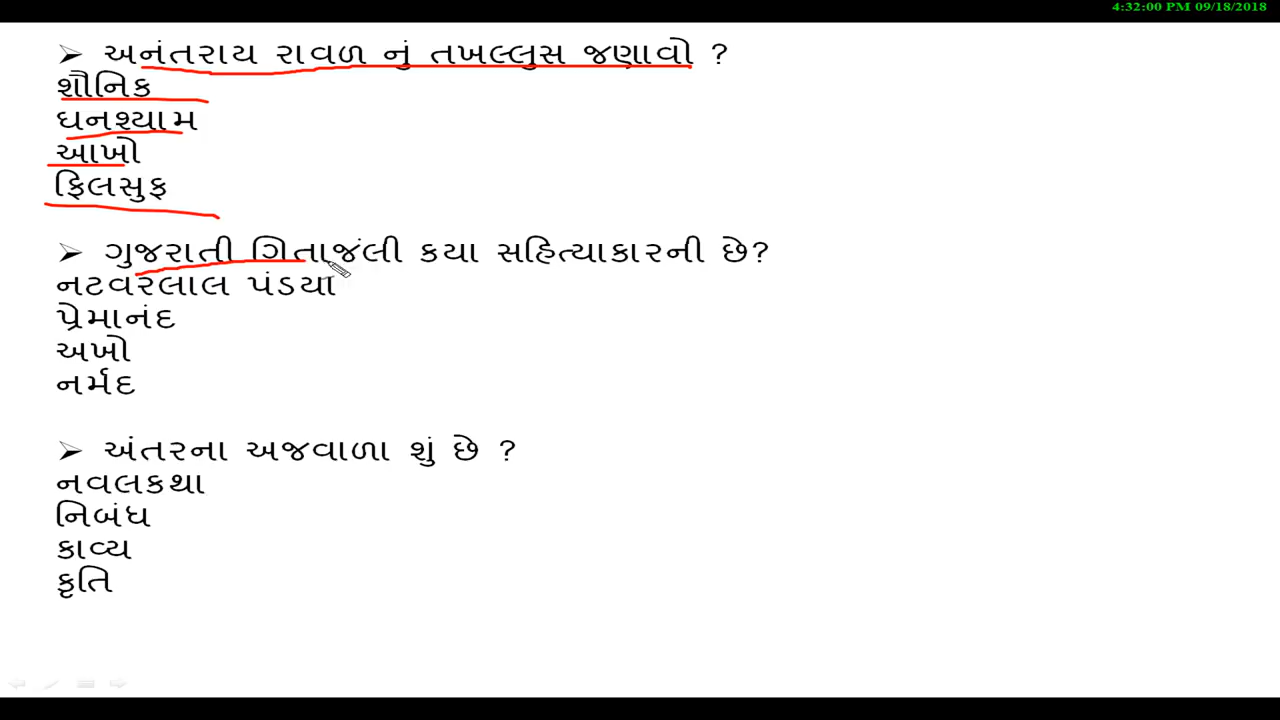 4:32:00 PM 09/18/2018
➢ અનંતરાય રાવળ નું તખલ્લુસ જણાવો ?
શૌનિક
ઘનશ્યામ
આખો
ફિલસુફ
➢ ગુજરાતી ગિતાજંલી કયા સહિત્યાકારની છે?
નટવરલાલ પંડયા
પ્રેમાનંદ
અખો
નર્મદ
➢ અંતરના અજવાળા શું છે ?
નવલકથા
નિબંધ
કાવ્ય
કૃતિ